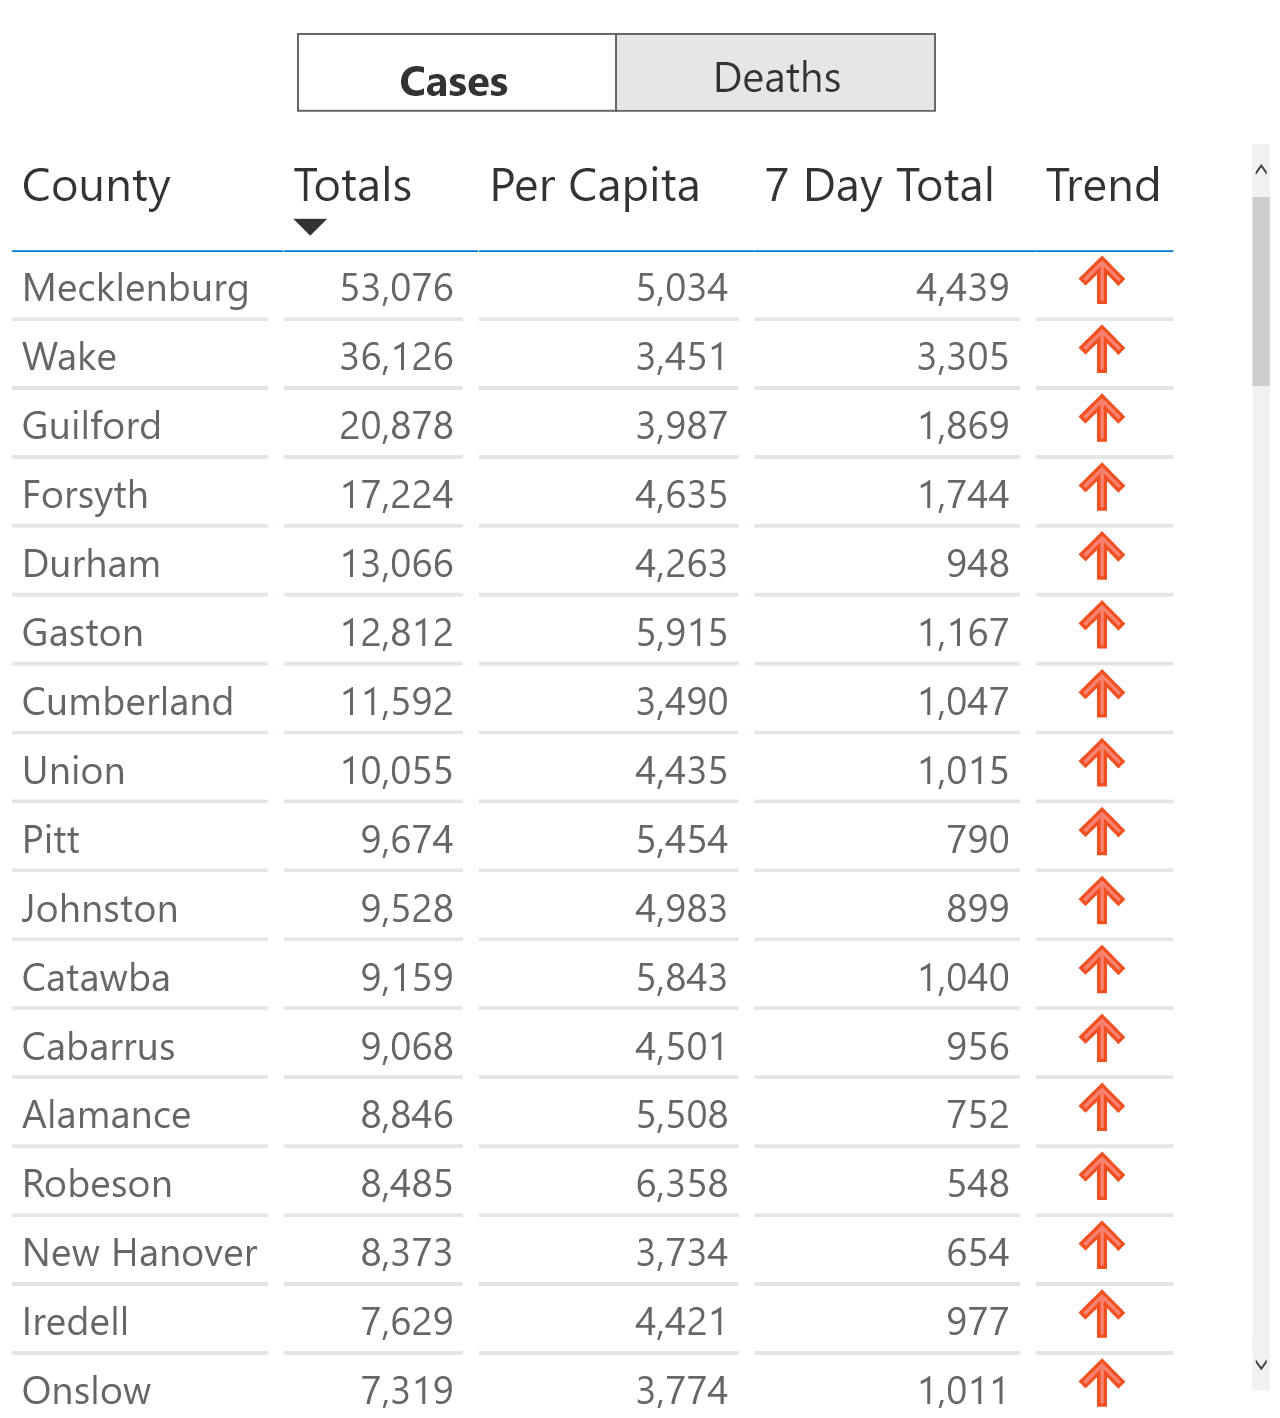 Cases Deaths
County Totals Per Capita 7 Day Total Trend
Mecklenburg 53,076 5,034 4,439
Wake 36,126 3,451 3,305
Guilford 20,878 3,987 1,869
Forsyth 17,224 4,635 1,744
Durham 13,066 4,263 948
Gaston 12,812 5,915 1,167
Cumberland 11,592 3,490 1,047
Union 10,055 4,435 1,015
Pitt 9,674 5,454 790
Johnston 9,528 4,983 899
Catawba 9,159 5,843 1,040
Cabarrus 9,068 4,501 956
Alamance 8,846 5,508 752
Robeson 8,485 6,358 548
New Hanover 8,373 3,734 654
Iredell 7,629 4,421 977
Onslow 7,319 3,774 1,011